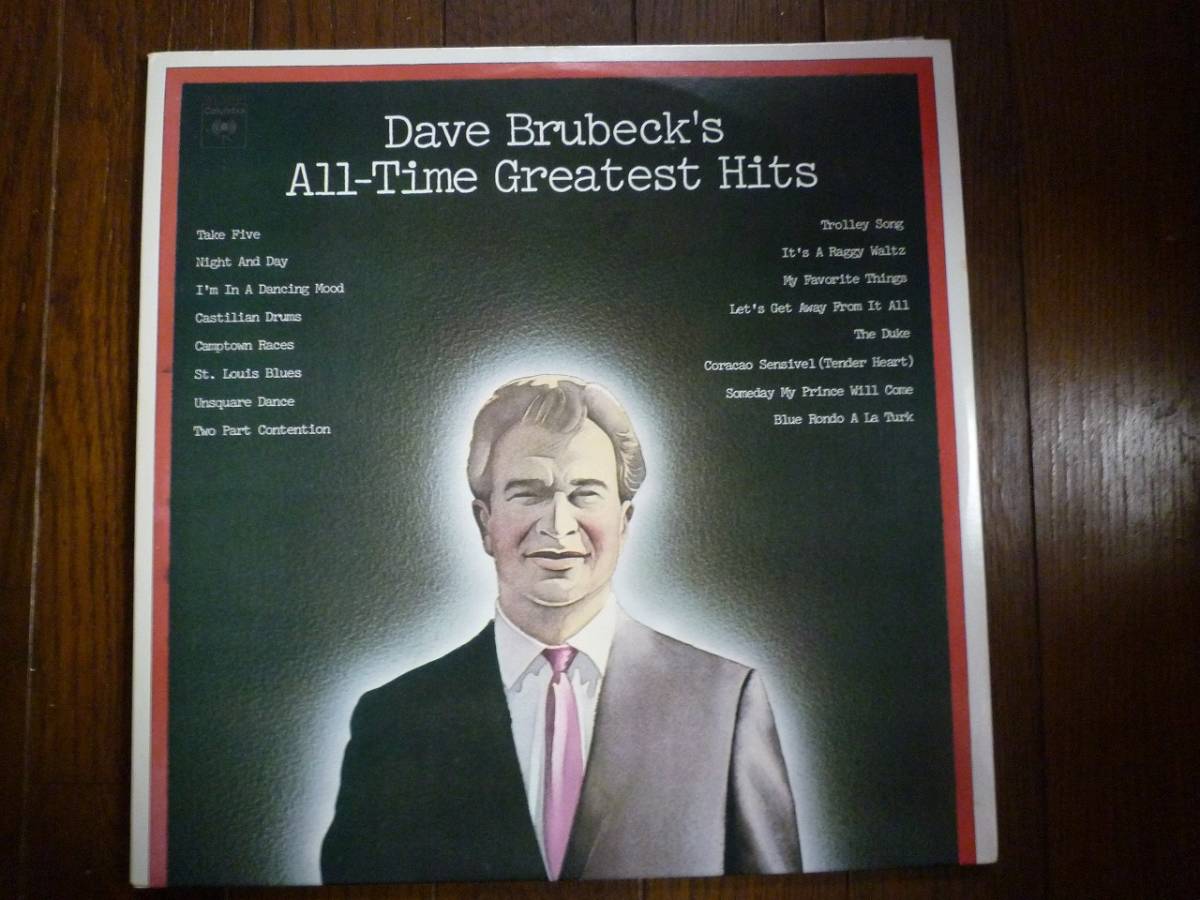 Columbia
Dave Brubeck's
All-Time Greatest Hits
Take Five
Night And Day
I'm In A Dancing Mood
Castilian Drums
Camptown Races
St. Louis Blues
Unsquare Dance
Two Part Contention
Trolley Song
It's A Raggy Waltz
My Favorite Things
Let's Get Away From It All
The Duke
Coracao Sensivel (Tender Heart)
Someday My Prince Will Come
Blue Rondo A La Turk